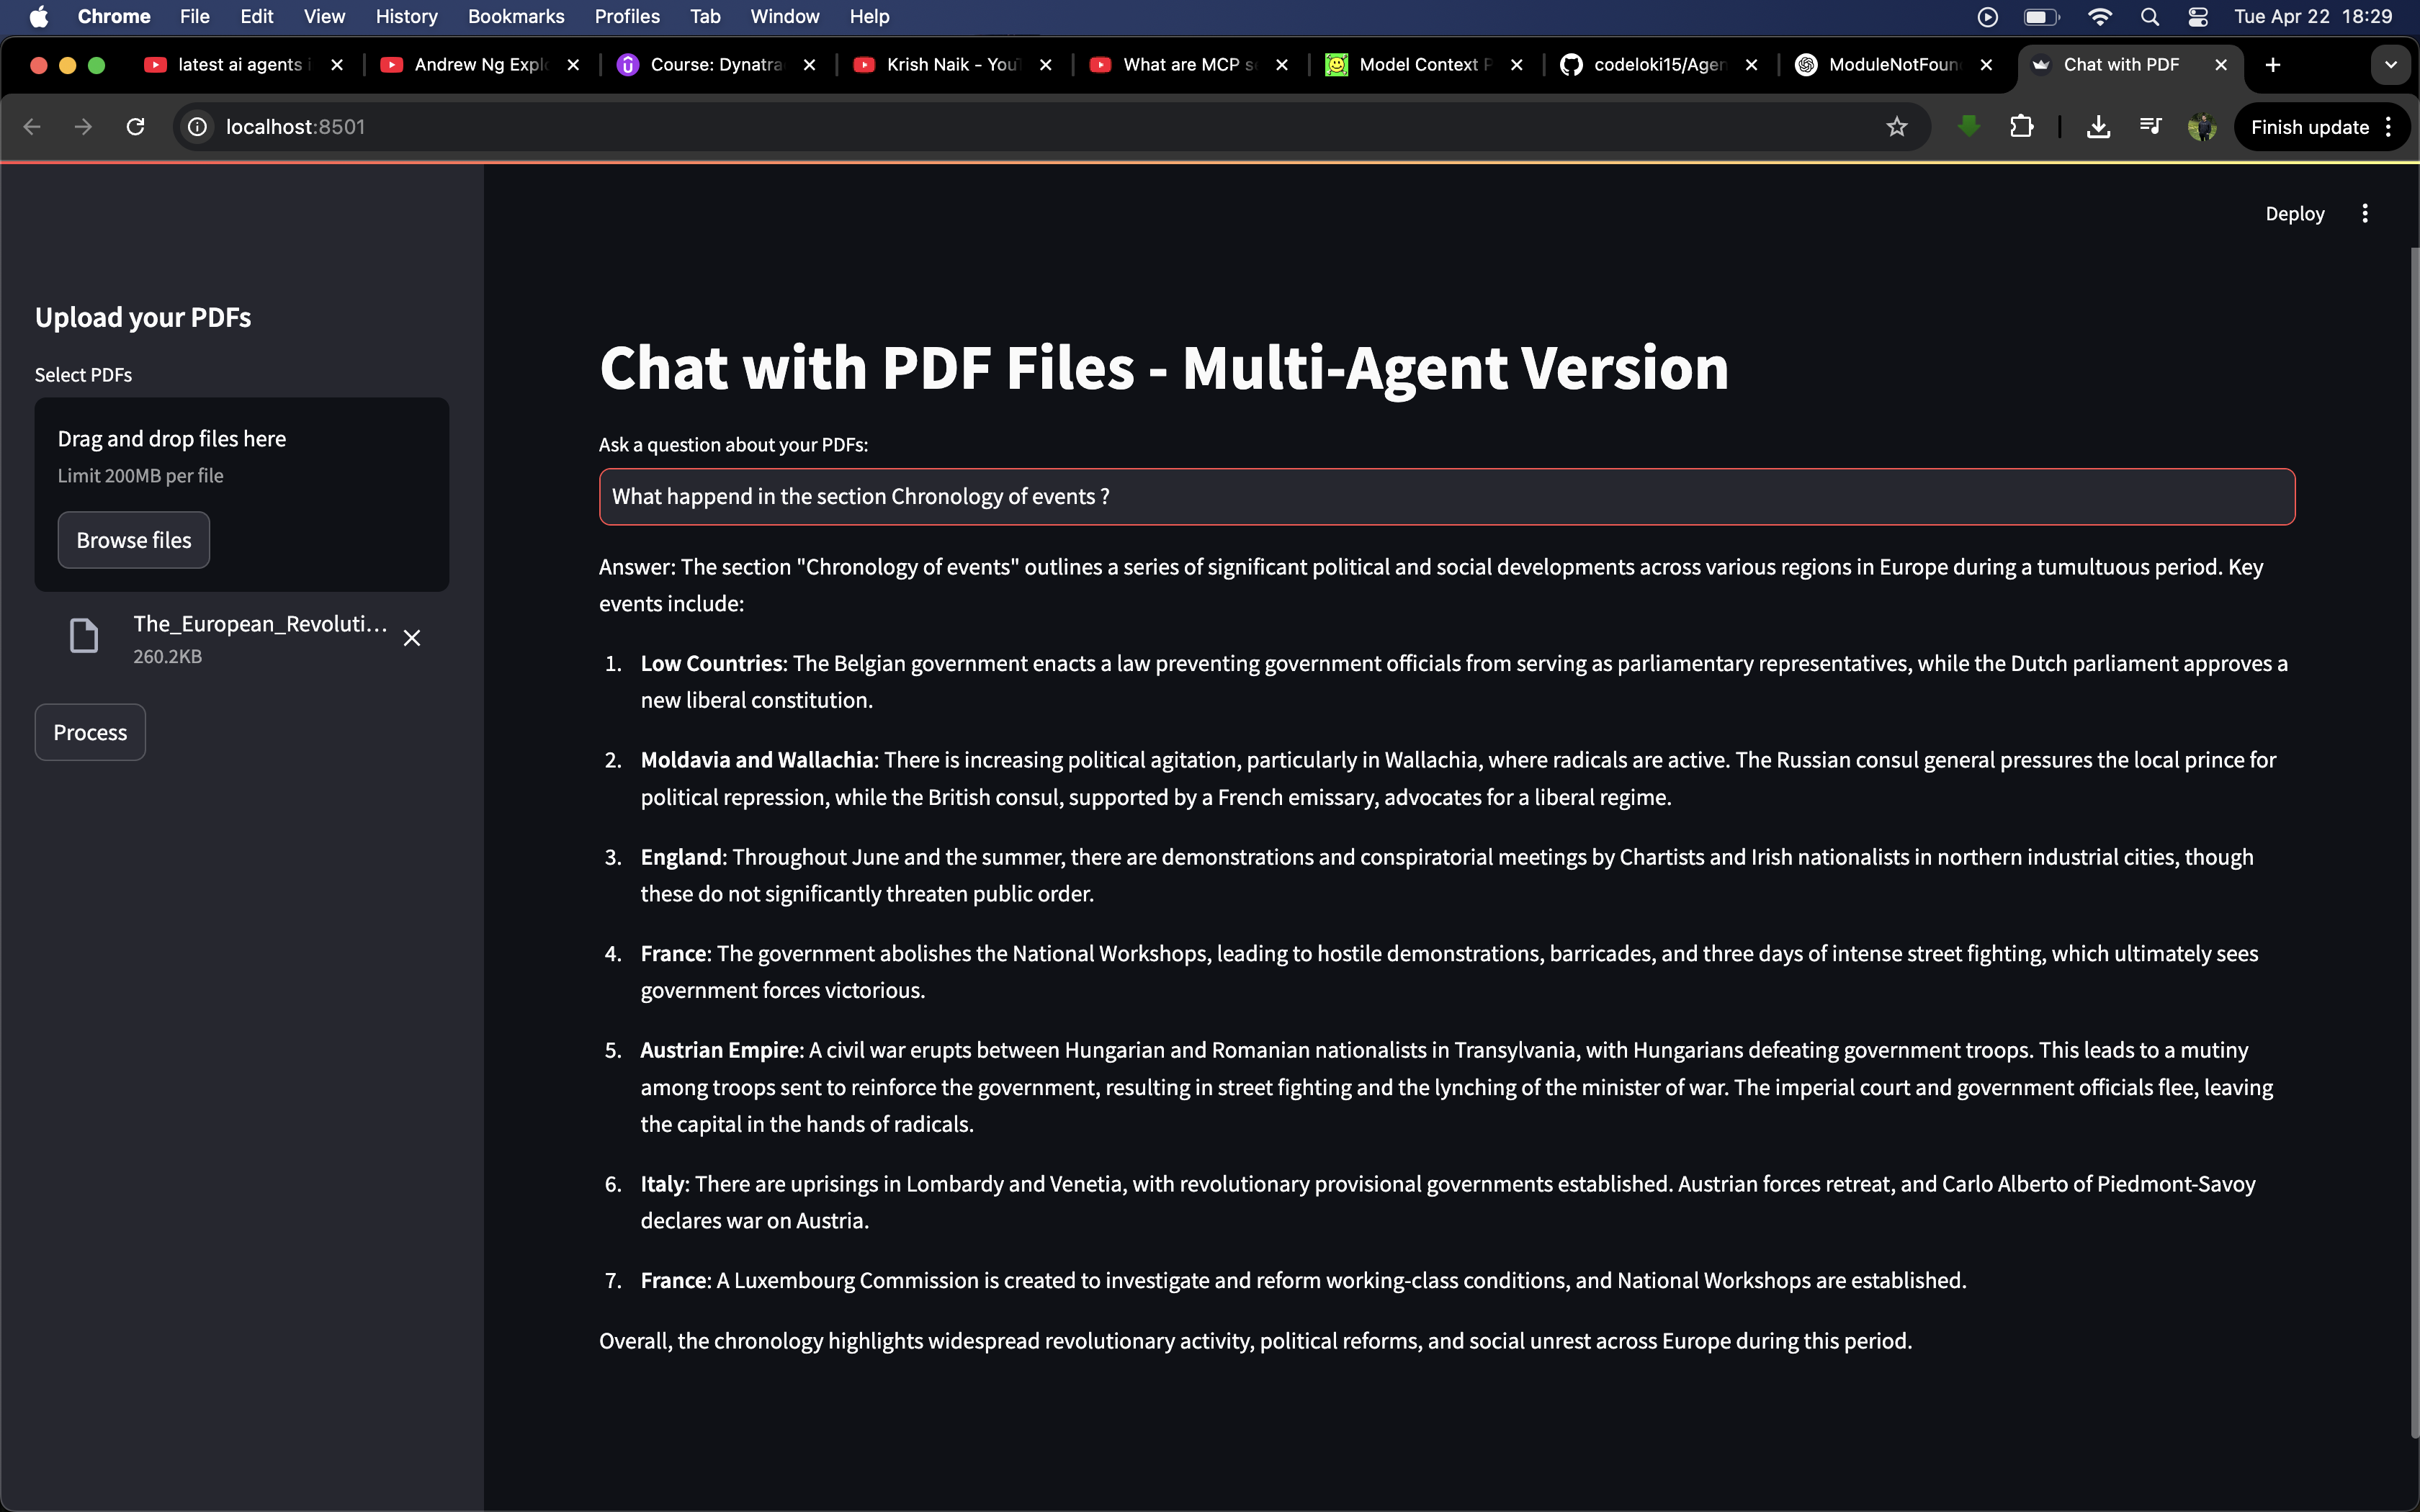 Chrome File Edit View History Bookmarks Profiles Tab Window Help Tue Apr 22 18:29
latest ai agents Andrew Ng Expl Course: Dynatra Krish Naik - You What are MCP s Model Context P codeloki15/Agen ModuleNotFoun Chat with PDF
localhost:8501 Finish update
Deploy
Upload your PDFs
Select PDFs
Drag and drop files here
Limit 200MB per file
Browse files
The_European_Revoluti...
260.2KB
Process
Chat with PDF Files - Multi-Agent Version
Ask a question about your PDFs:
What happend in the section Chronology of events ?
Answer: The section "Chronology of events" outlines a series of significant political and social developments across various regions in Europe during a tumultuous period. Key
events include:
1. Low Countries: The Belgian government enacts a law preventing government officials from serving as parliamentary representatives, while the Dutch parliament approves a
new liberal constitution.
2. Moldavia and Wallachia: There is increasing political agitation, particularly in Wallachia, where radicals are active. The Russian consul general pressures the local prince for
political repression, while the British consul, supported by a French emissary, advocates for a liberal regime.
3. England: Throughout June and the summer, there are demonstrations and conspiratorial meetings by Chartists and Irish nationalists in northern industrial cities, though
these do not significantly threaten public order.
4. France: The government abolishes the National Workshops, leading to hostile demonstrations, barricades, and three days of intense street fighting, which ultimately sees
government forces victorious.
5. Austrian Empire: A civil war erupts between Hungarian and Romanian nationalists in Transylvania, with Hungarians defeating government troops. This leads to a mutiny
among troops sent to reinforce the government, resulting in street fighting and the lynching of the minister of war. The imperial court and government officials flee, leaving
the capital in the hands of radicals.
6. Italy: There are uprisings in Lombardy and Venetia, with revolutionary provisional governments established. Austrian forces retreat, and Carlo Alberto of Piedmont-Savoy
declares war on Austria.
7. France: A Luxembourg Commission is created to investigate and reform working-class conditions, and National Workshops are established.
Overall, the chronology highlights widespread revolutionary activity, political reforms, and social unrest across Europe during this period.